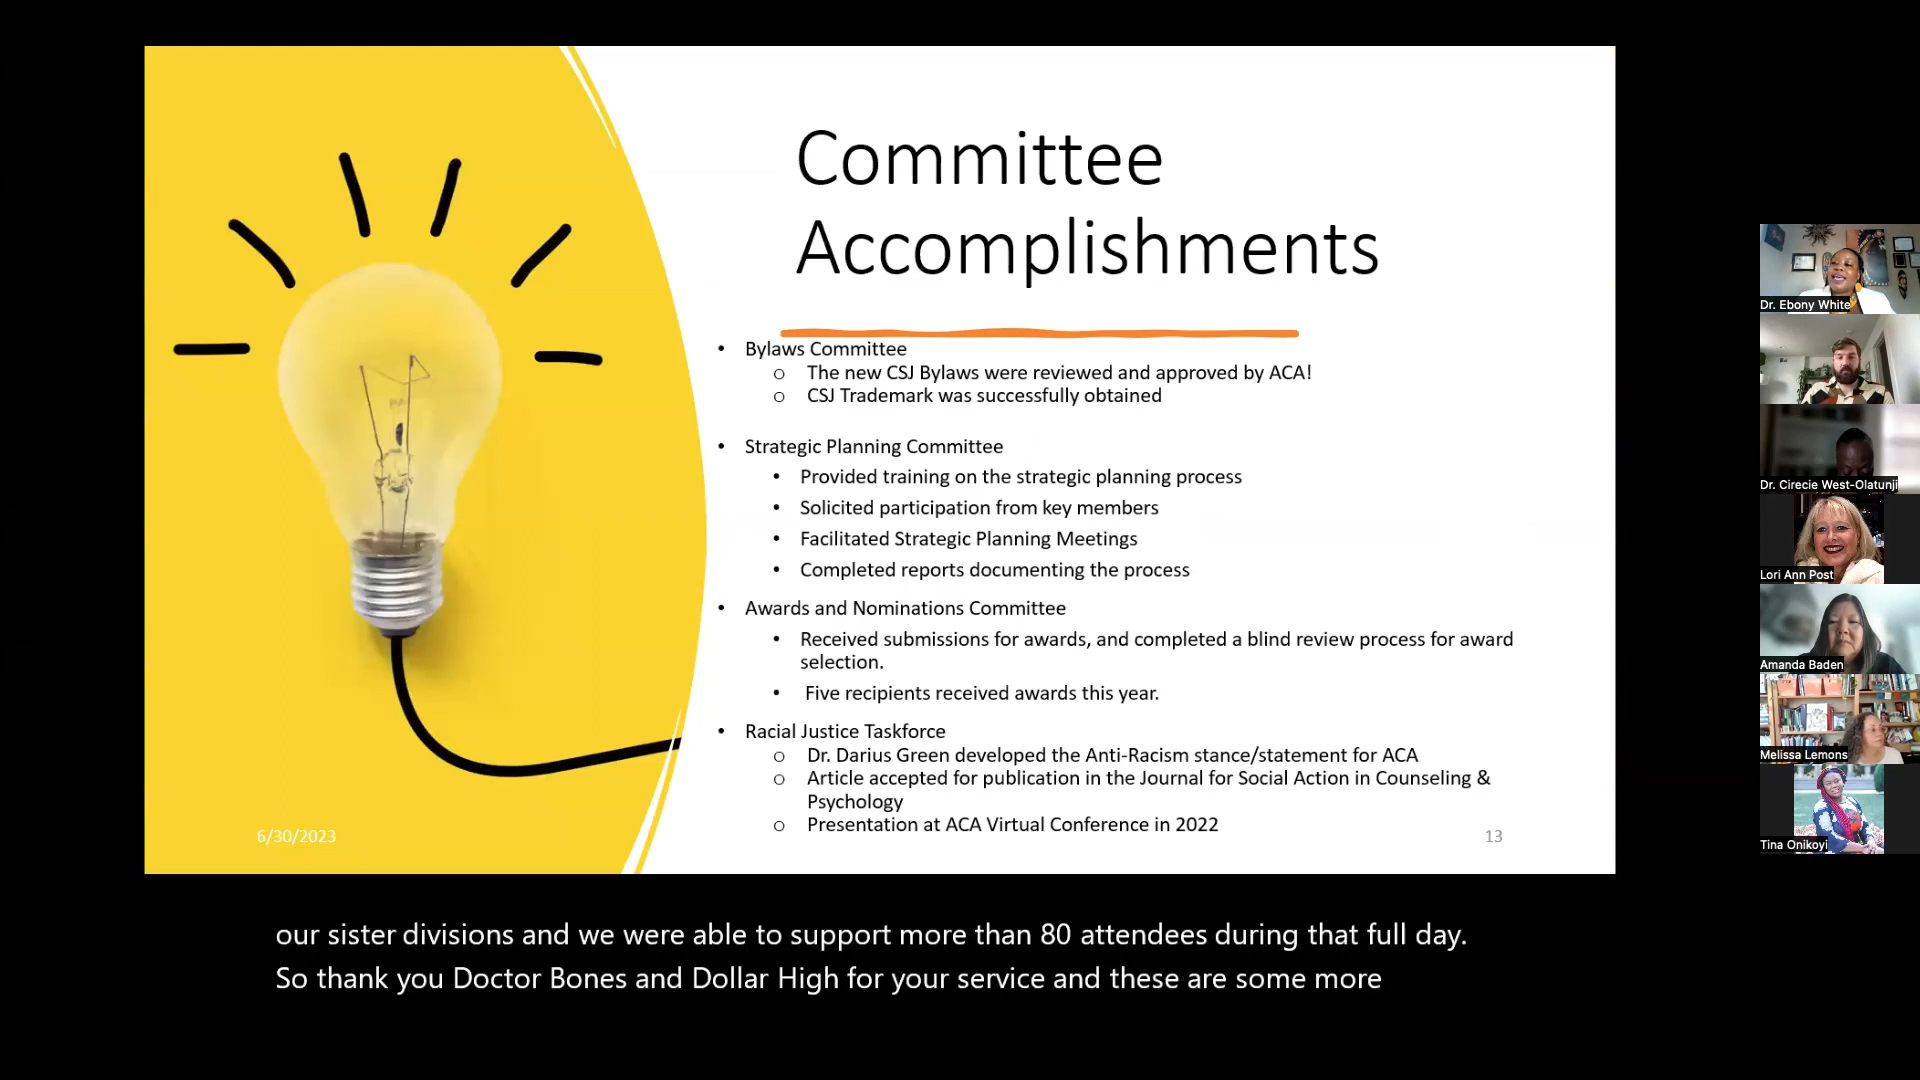 Committee
Accomplishments
• Bylaws Committee
o The new CSJ Bylaws were reviewed and approved by ACA!
o CSJ Trademark was successfully obtained
• Strategic Planning Committee
• Provided training on the strategic planning process
• Solicited participation from key members
• Facilitated Strategic Planning Meetings
• Completed reports documenting the process
• Awards and Nominations Committee
• Received submissions for awards, and completed a blind review process for award
selection.
• Five recipients received awards this year.
• Racial Justice Taskforce
o Dr. Darius Green developed the Anti-Racism stance/statement for ACA
o Article accepted for publication in the Journal for Social Action in Counseling &
Psychology
o Presentation at ACA Virtual Conference in 2022
6/30/2023
13
Dr. Ebony White
Dr. Cirecie West-Olatunji
Lori Ann Post
Amanda Baden
Melissa Lemons
Tina Onikoyi
our sister divisions and we were able to support more than 80 attendees during that full day.
So thank you Doctor Bones and Dollar High for your service and these are some more